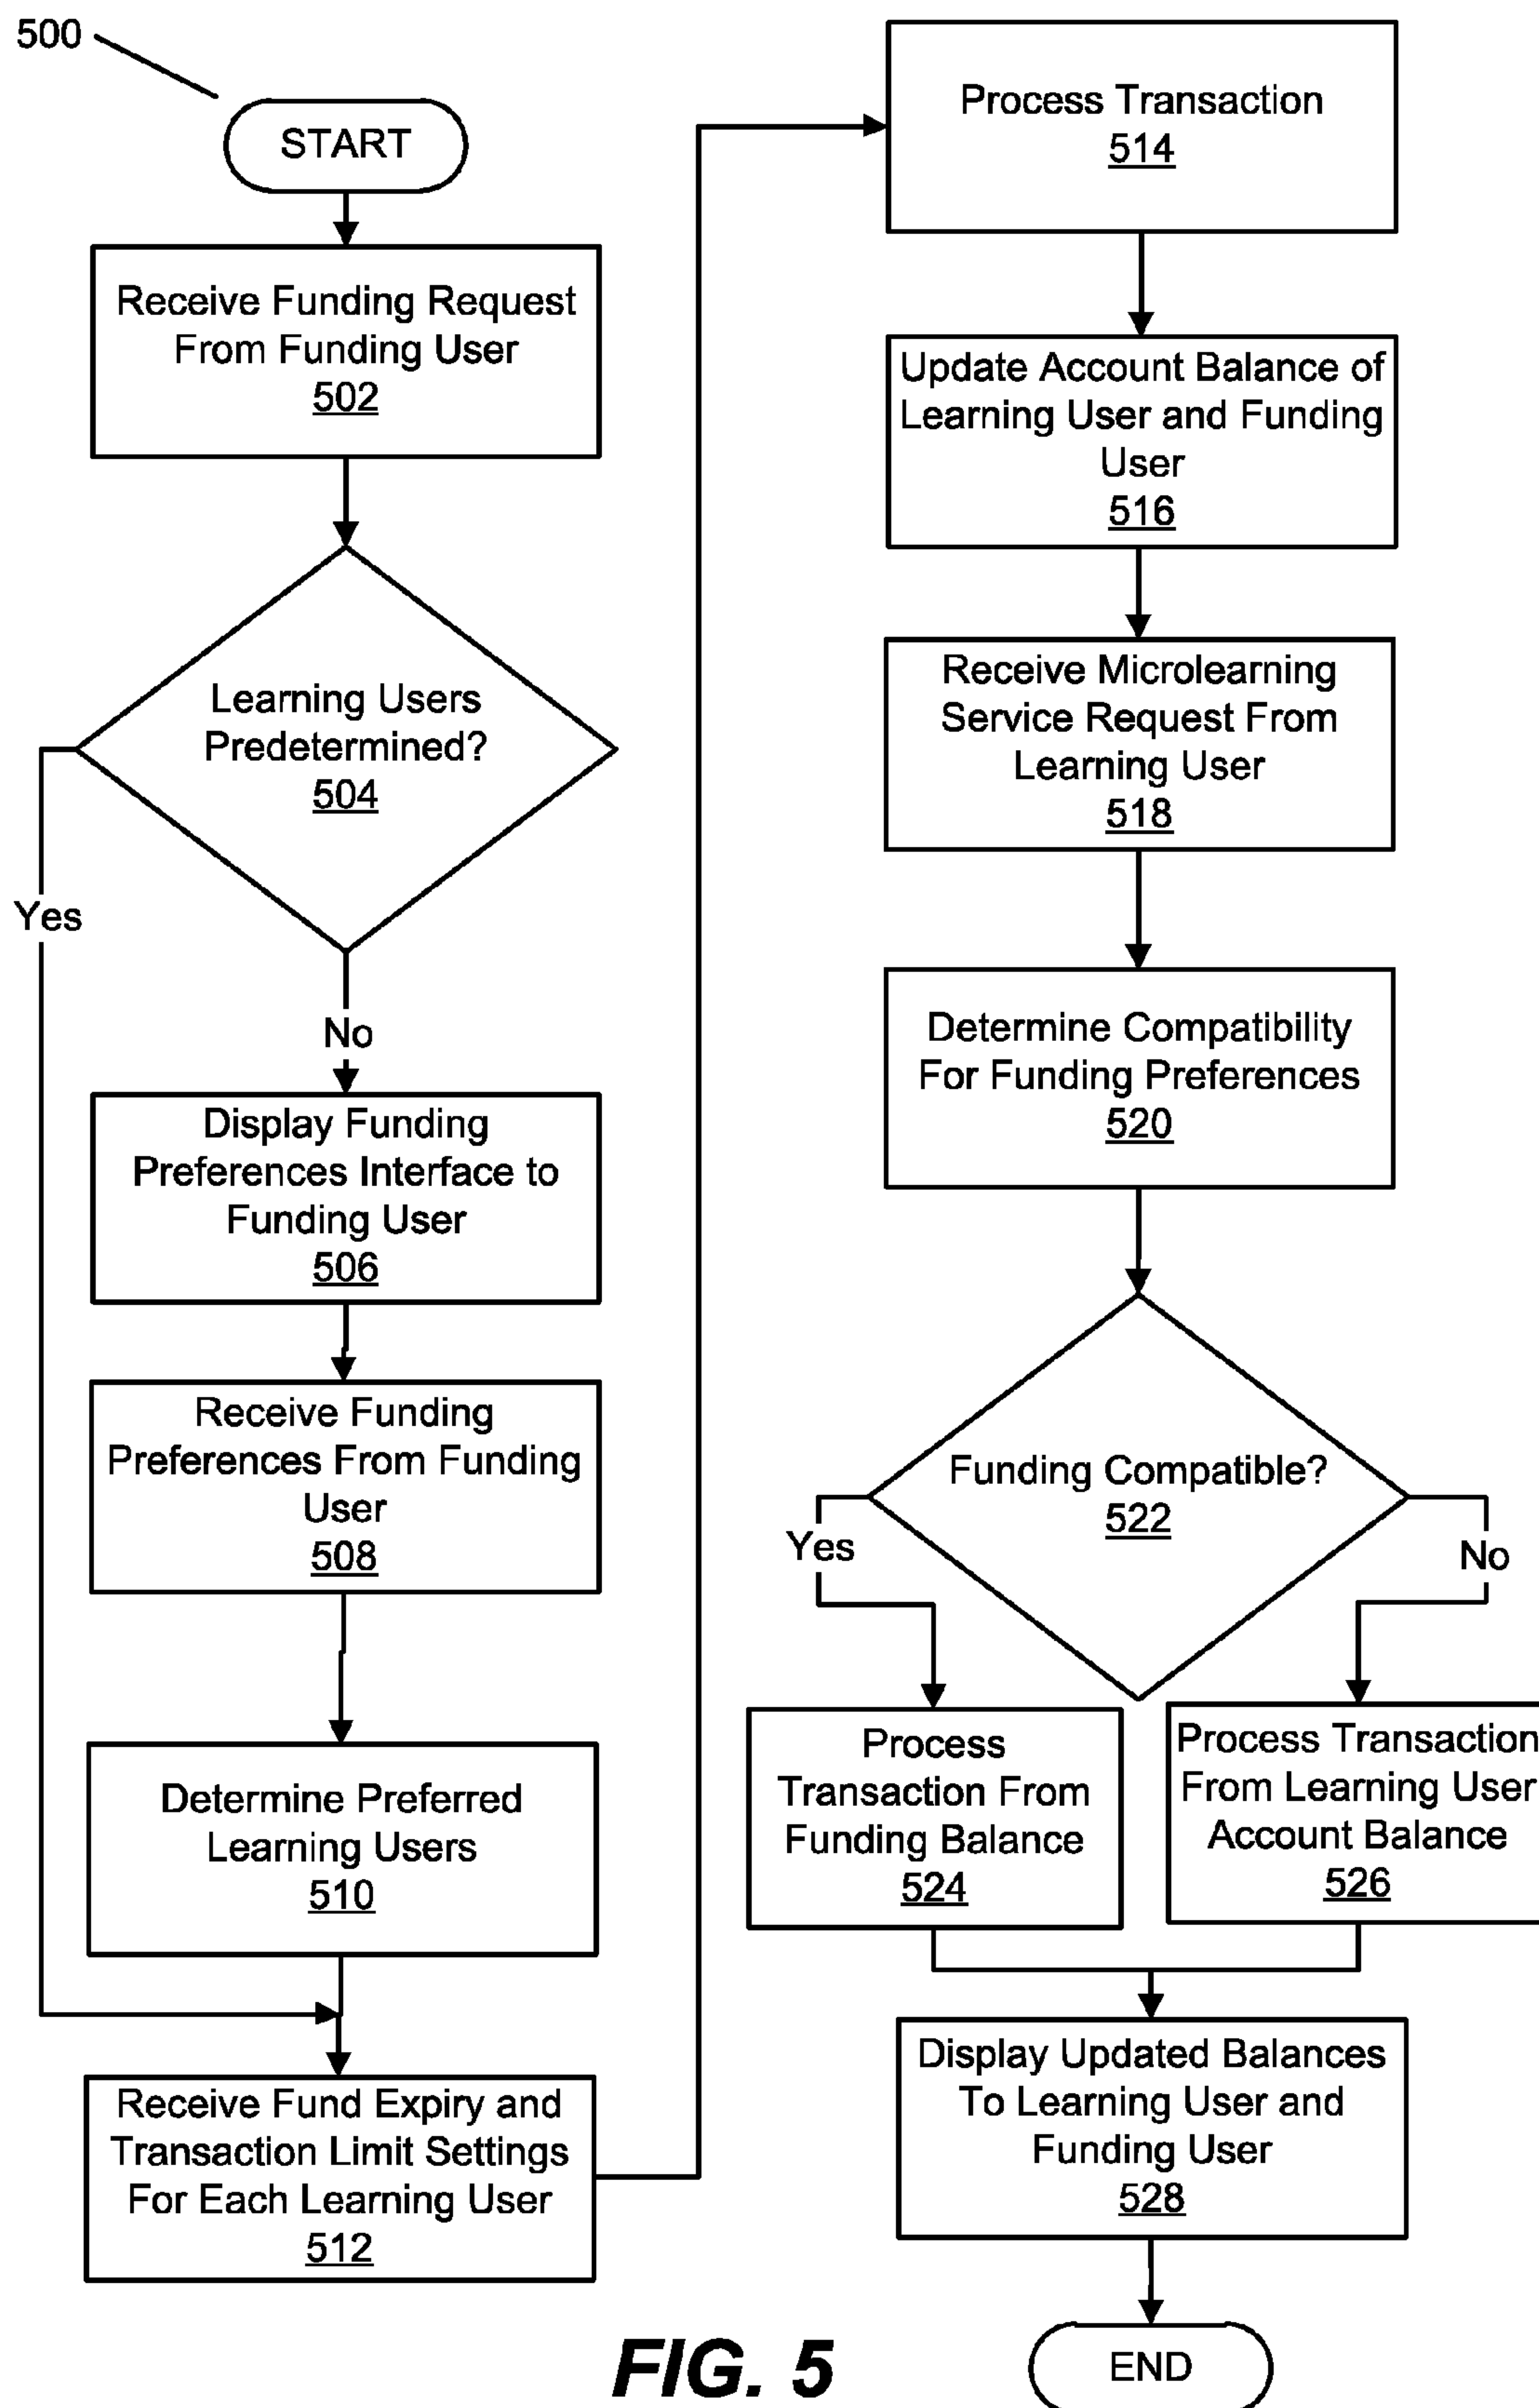 500
START
Receive Funding Request
From Funding User
502
Learning Users
Predetermined?
504
Yes
No
Display Funding
Preferences Interface to
Funding User
506
Receive Funding
Preferences From Funding
User
508
Determine Preferred
Learning Users
510
Receive Fund Expiry and
Transaction Limit Settings
For Each Learning User
512
Process Transaction
514
Update Account Balance of
Learning User and Funding
User
516
Receive Microlearning
Service Request From
Learning User
518
Determine Compatibility
For Funding Preferences
520
Funding Compatible?
522
Yes
No
Process
Transaction From
Funding Balance
524
Process Transaction
From Learning User
Account Balance
526
Display Updated Balances
To Learning User and
Funding User
528
END
FIG. 5